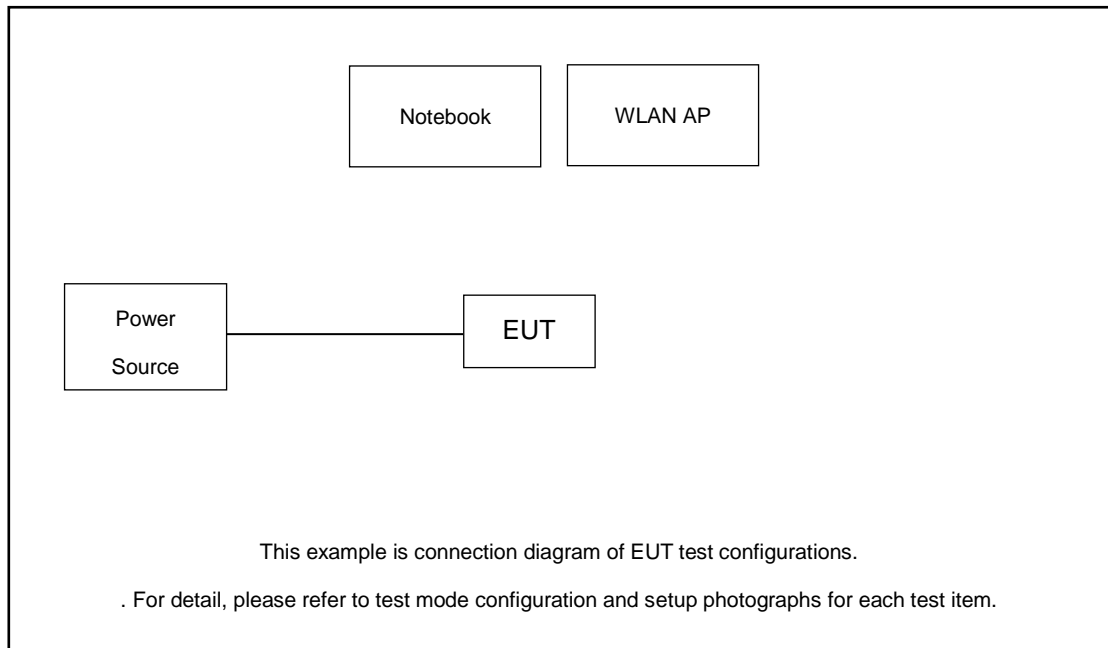 Notebook
WLAN AP
Power
Source
EUT
This example is connection diagram of EUT test configurations.
. For detail, please refer to test mode configuration and setup photographs for each test item.